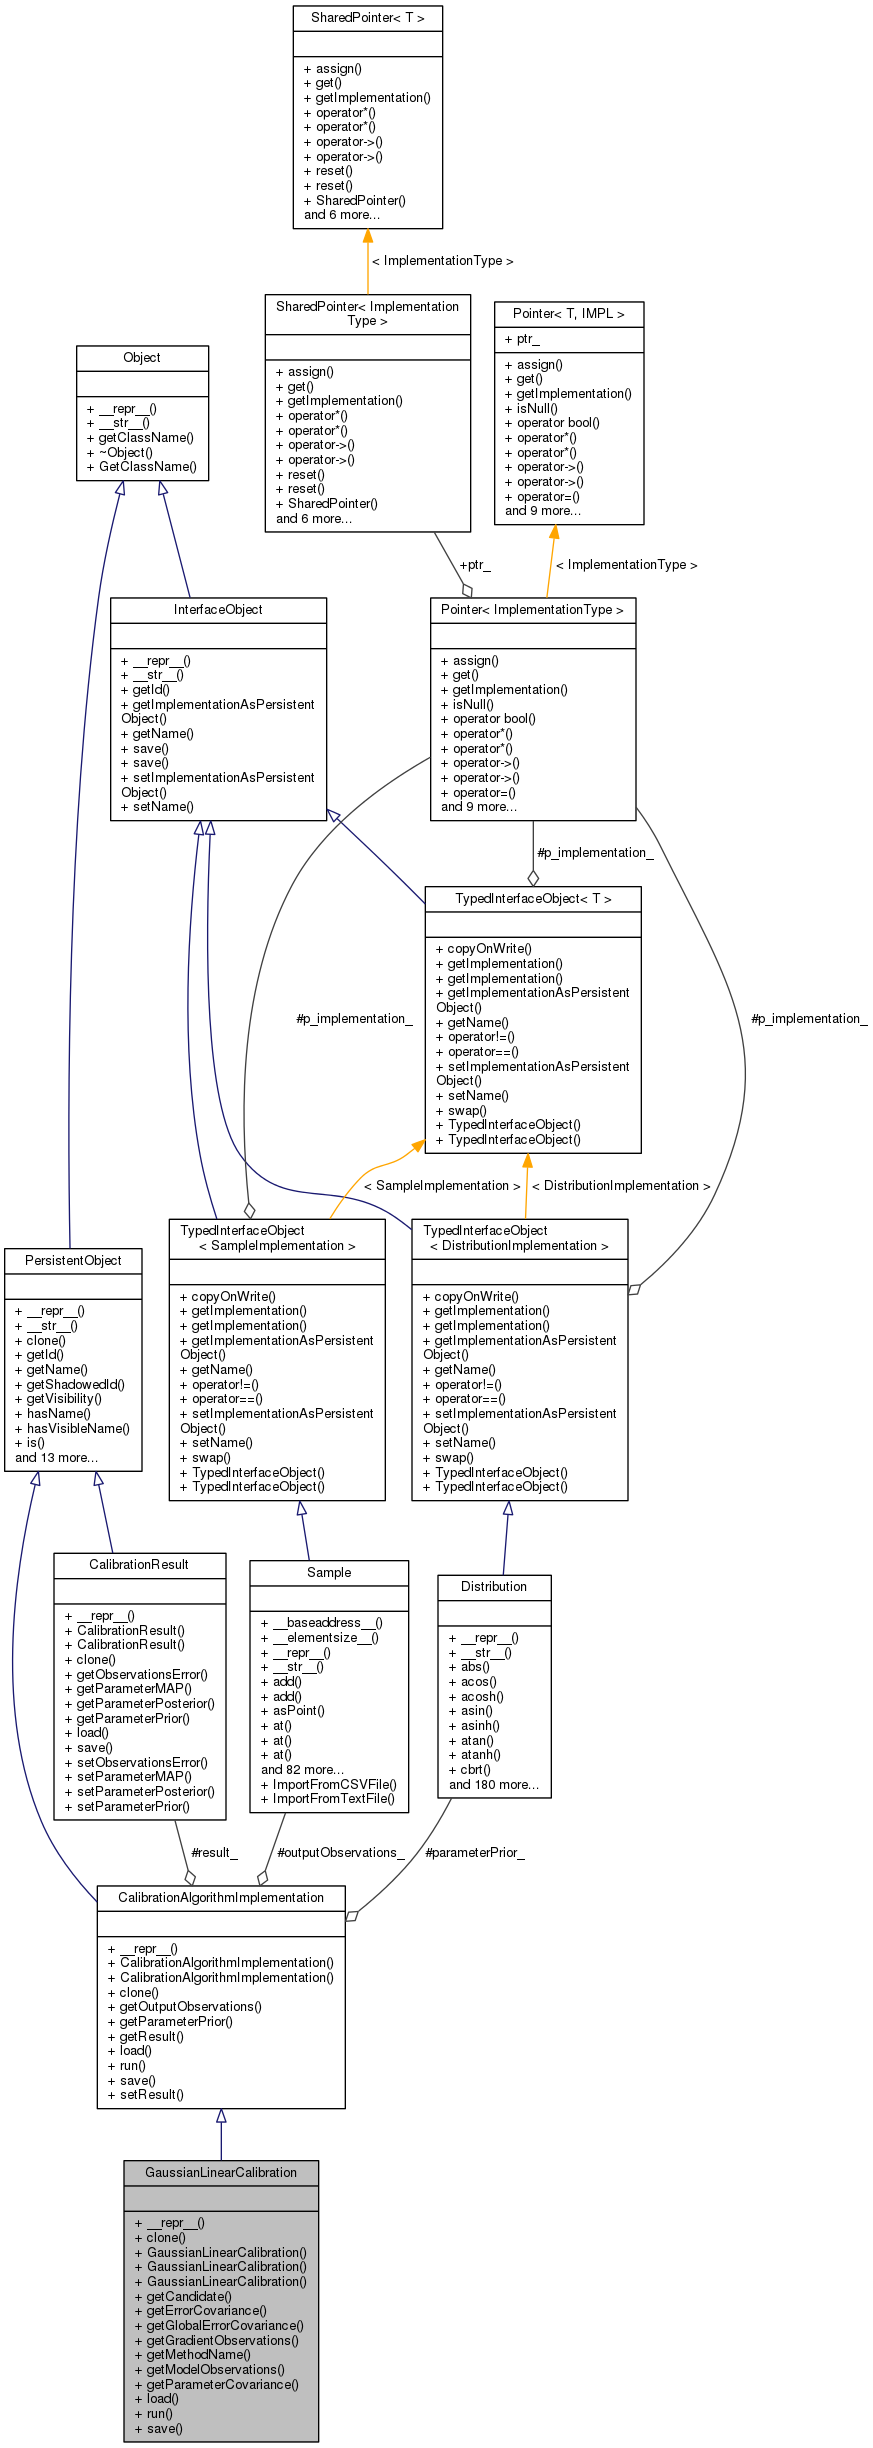 SharedPointer< T >
+ assign()
+ get()
+ getImplementation()
+ operator*()
+ operator*()
+ operator->()
+ operator->()
+ reset()
+ reset()
+ SharedPointer()
and 6 more...
< ImplementationType >
SharedPointer< Implementation
Type >
+ assign()
+ get()
+ getImplementation()
+ operator*()
+ operator*()
+ operator->()
+ operator->()
+ reset()
+ reset()
+ SharedPointer()
and 6 more...
Pointer< T, IMPL >
+ ptr_
+ assign()
+ get()
+ getImplementation()
+ isNull()
+ operator bool()
+ operator*()
+ operator*()
+ operator->()
+ operator->()
+ operator=()
and 9 more...
Object
+ __repr__()
+ __str__()
+ getClassName()
+ ~Object()
+ GetClassName()
+ptr_
< ImplementationType >
InterfaceObject
+ __repr__()
+ __str__()
+ getId()
+ getImplementationAsPersistent
Object()
+ getName()
+ save()
+ save()
+ setImplementationAsPersistent
Object()
+ setName()
Pointer< ImplementationType >
+ assign()
+ get()
+ getImplementation()
+ isNull()
+ operator bool()
+ operator*()
+ operator*()
+ operator->()
+ operator->()
+ operator=()
and 9 more...
#p_implementation_
TypedInterfaceObject< T >
+ copyOnWrite()
+ getImplementation()
+ getImplementation()
+ getImplementationAsPersistent
Object()
+ getName()
+ operator!=()
+ operator==()
+ setImplementationAsPersistent
Object()
+ setName()
+ swap()
+ TypedInterfaceObject()
+ TypedInterfaceObject()
#p_implementation_
#p_implementation_
< SampleImplementation >
< DistributionImplementation >
PersistentObject
+ __repr__()
+ __str__()
+ clone()
+ getId()
+ getName()
+ getShadowedId()
+ getVisibility()
+ hasName()
+ hasVisibleName()
+ is()
and 13 more...
TypedInterfaceObject
< SampleImplementation >
+ copyOnWrite()
+ getImplementation()
+ getImplementation()
+ getImplementationAsPersistent
Object()
+ getName()
+ operator!=()
+ operator==()
+ setImplementationAsPersistent
Object()
+ setName()
+ swap()
+ TypedInterfaceObject()
+ TypedInterfaceObject()
TypedInterfaceObject
< DistributionImplementation >
+ copyOnWrite()
+ getImplementation()
+ getImplementation()
+ getImplementationAsPersistent
Object()
+ getName()
+ operator!=()
+ operator==()
+ setImplementationAsPersistent
Object()
+ setName()
+ swap()
+ TypedInterfaceObject()
+ TypedInterfaceObject()
CalibrationResult
+ __repr__()
+ CalibrationResult()
+ CalibrationResult()
+ clone()
+ getObservationsError()
+ getParameterMAP()
+ getParameterPosterior()
+ getParameterPrior()
+ load()
+ save()
+ setObservationsError()
+ setParameterMAP()
+ setParameterPosterior()
+ setParameterPrior()
Sample
+ __baseaddress__()
+ __elementsize__()
+ __repr__()
+ __str__()
+ add()
+ add()
+ asPoint()
+ at()
+ at()
+ at()
and 82 more...
+ ImportFromCSVFile()
+ ImportFromTextFile()
Distribution
+ __repr__()
+ __str__()
+ abs()
+ acos()
+ acosh()
+ asin()
+ asinh()
+ atan()
+ atanh()
+ cbrt()
and 180 more...
#result_
#outputObservations_
#parameterPrior_
CalibrationAlgorithmImplementation
+ __repr__()
+ CalibrationAlgorithmImplementation()
+ CalibrationAlgorithmImplementation()
+ clone()
+ getOutputObservations()
+ getParameterPrior()
+ getResult()
+ load()
+ run()
+ save()
+ setResult()
GaussianLinearCalibration
+ __repr__()
+ clone()
+ GaussianLinearCalibration()
+ GaussianLinearCalibration()
+ GaussianLinearCalibration()
+ getCandidate()
+ getErrorCovariance()
+ getGlobalErrorCovariance()
+ getGradientObservations()
+ getMethodName()
+ getModelObservations()
+ getParameterCovariance()
+ load()
+ run()
+ save()